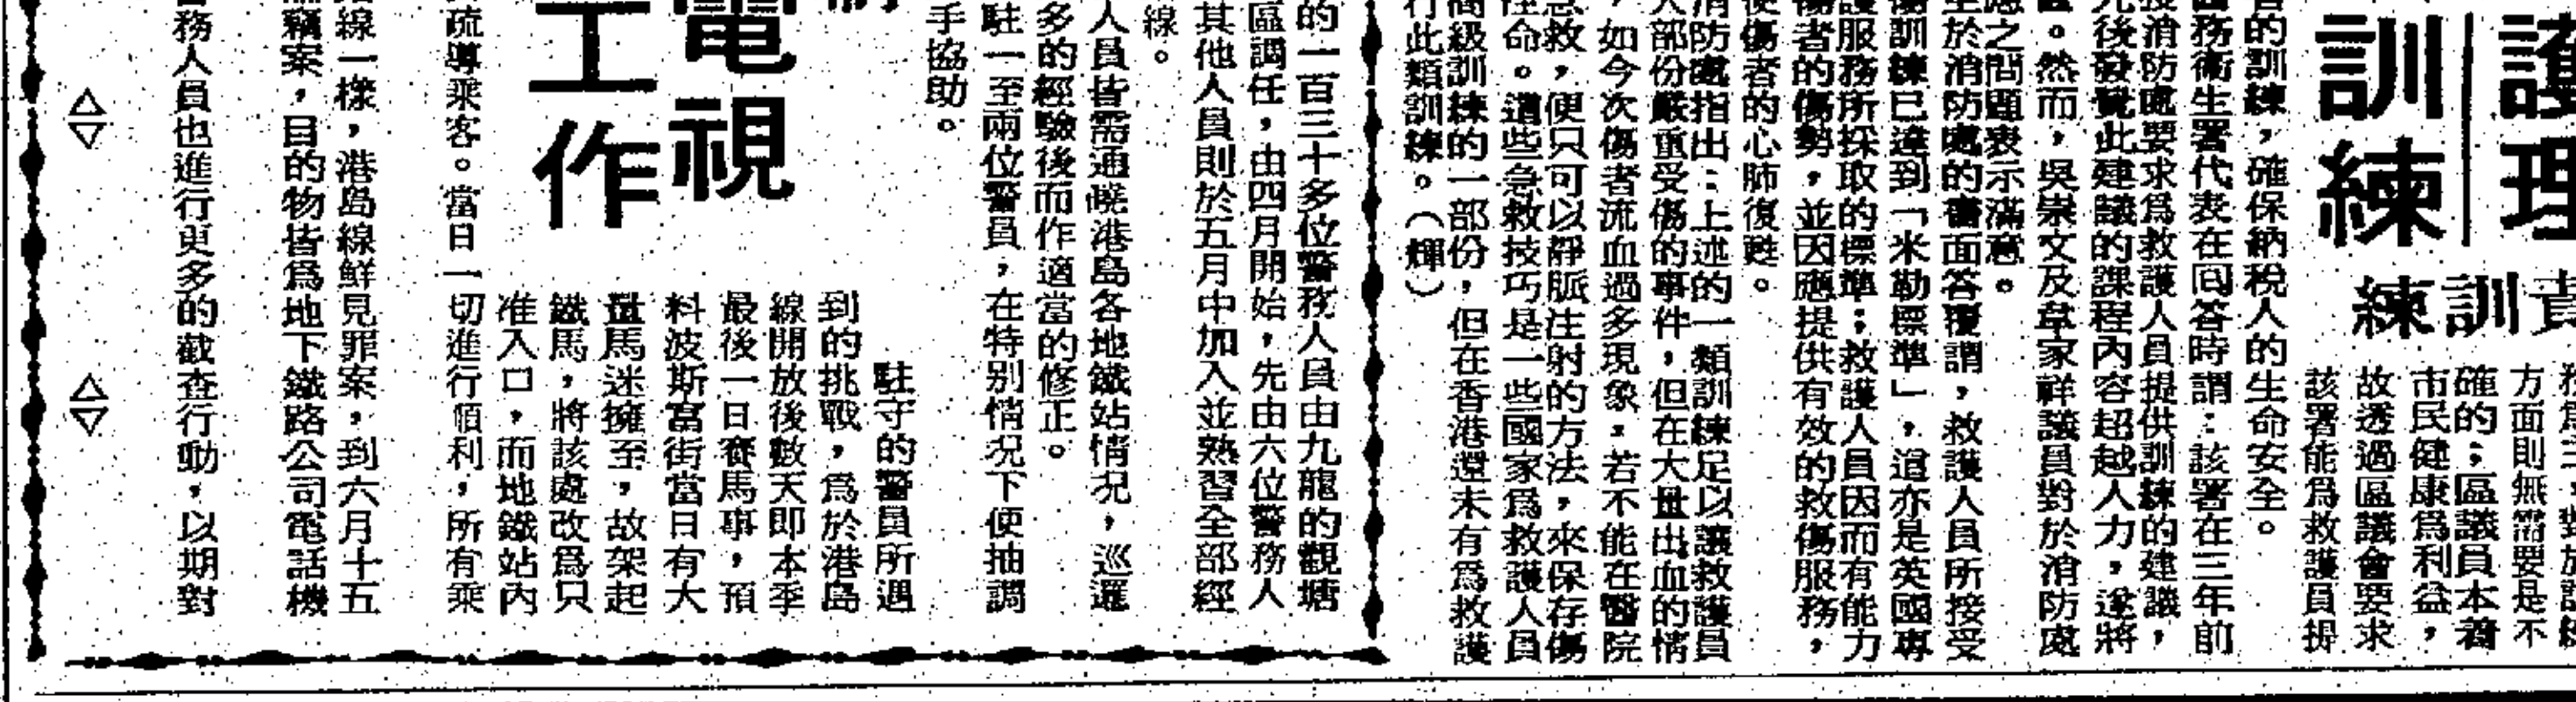 護理
訓練
責訓練
方面則無需要是不
確的；區議員本着
市民健康爲利益，
故透過區議會要求
該署能爲救護員提
的訓練，確保納稅人的生命安全。
務衞生署代表在回答時謂：該署在三年前
消防處要求爲救護人員提供訓練的建議，
後發覺此建議的課程內容超越人力，遂將
。然而，吳崇文及韋家祥議員對於消防處
之問題表示滿意。
於消防處的書面答覆謂，救護人員所接受
訓練已達到「米勒標準」，這亦是英國專
服務所採取的標準；救護人員因而有能力
傷者的傷勢，並因應提供有效的救傷服務，
使傷者的心肺復甦。
消防處指出：上述的一類訓練足以讓救護員
大部份嚴重受傷的事件，但在大量出血的情
，如今次傷者流血過多現象，若不能在醫院
急救，便只可以靜脈注射的方法，來保存傷
性命。這些急救技巧是一些國家爲救護人員
高級訓練的一部份，但在香港還未有爲救護
行此類訓練。（輝）
電視
工作
的一百三十多位警務人員由九龍的觀塘
區調任，由四月開始，先由六位警務人
其他人員則於五月中加入並熟習全部經
線。
人員皆需通曉港島各地鐵站情況，巡邏
多的經驗後而作適當的修正。
駐一至兩位警員，在特別情況下便抽調
手協助。
駐守的警員所遇
到的挑戰，爲於港島
線開放後數天即本季
最後一日賽馬事，預
料波斯富街當日有大
量馬迷擁至，故架起
鐵馬，將該處改爲只
准入口，而地鐵站內
疏導乘客。當日一切進行順利，所有乘
線一樣，港島線鮮見罪案，到六月十五
竊案，目的物皆爲地下鐵路公司電話機
務人員也進行更多的截查行動，以期對